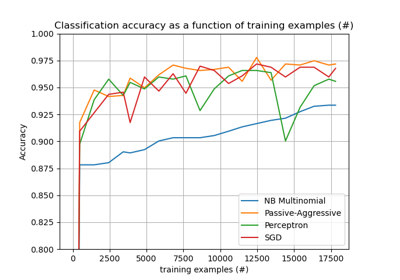 Classification accuracy as a function of training examples (#)
1.000
0.975
0.950
0.925
0.900
0.875
0.850
0.825
0.800
Accuracy
NB Multinomial
Passive-Aggressive
Perceptron
SGD
0 2500 5000 7500 10000 12500 15000 17500
training examples (#)